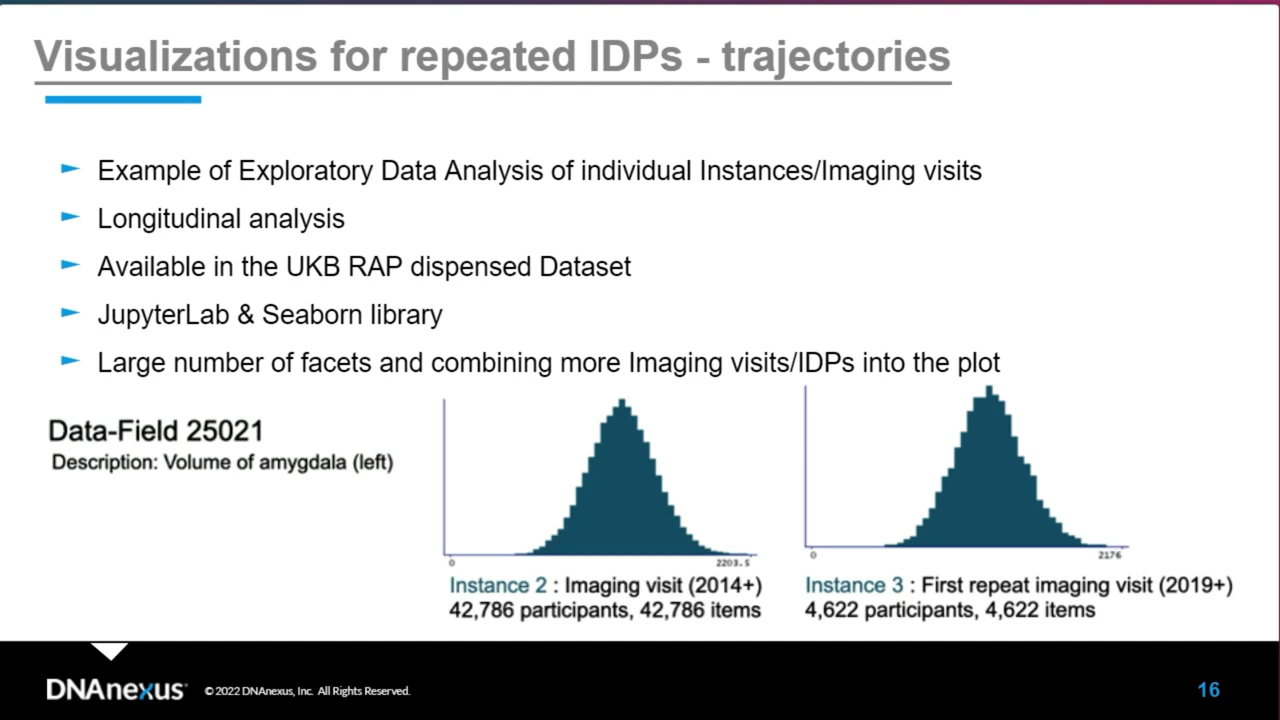 Visualizations for repeated IDPs - trajectories
Example of Exploratory Data Analysis of individual Instances/Imaging visits
Longitudinal analysis
Available in the UKB RAP dispensed Dataset
JupyterLab & Seaborn library
Large number of facets and combining more Imaging visits/IDPs into the plot
Data-Field 25021
Description: Volume of amygdala (left)
0
2203.5
Instance 2 : Imaging visit (2014+)
42,786 participants, 42,786 items
0
2176
Instance 3 : First repeat imaging visit (2019+)
4,622 participants, 4,622 items
DNAnexus
© 2022 DNAnexus, Inc. All Rights Reserved.
16